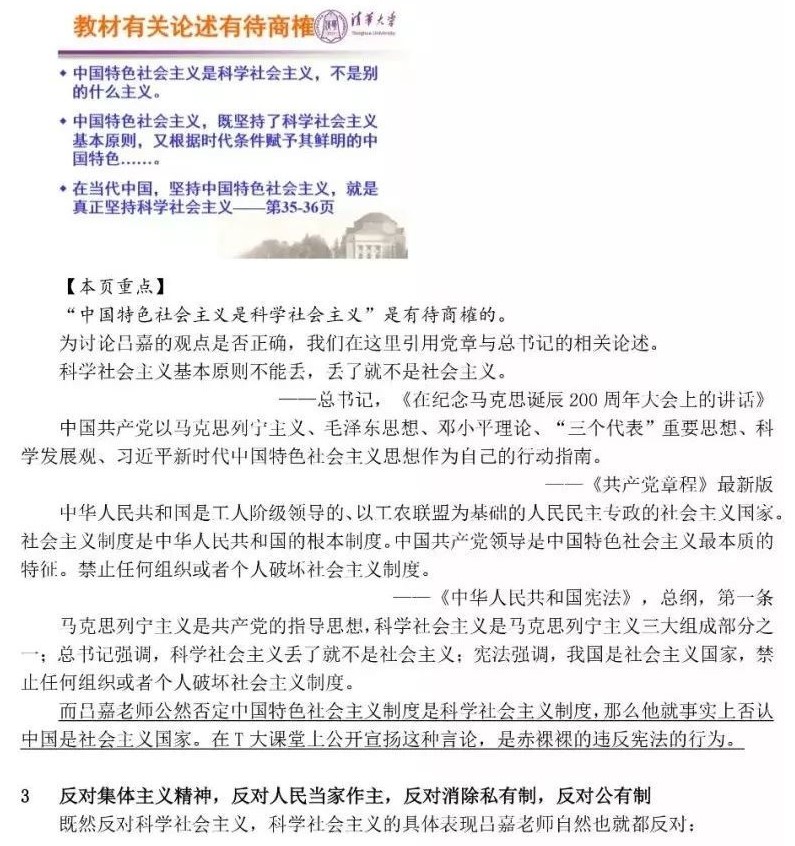 教材有关论述有待商榷
清华大学
Tsinghua University
◆ 中国特色社会主义是科学社会主义，不是别
的什么主义。
◆ 中国特色社会主义，既坚持了科学社会主义
基本原则，又根据时代条件赋予其鲜明的中
国特色……。
◆ 在当代中国，坚持中国特色社会主义，就是
真正坚持科学社会主义——第35-36页
【本页重点】
“中国特色社会主义是科学社会主义”是有待商榷的。
为讨论吕嘉的观点是否正确，我们在这里引用党章与总书记的相关论述。
科学社会主义基本原则不能丢，丢了就不是社会主义。
——总书记，《在纪念马克思诞辰 200 周年大会上的讲话》
中国共产党以马克思列宁主义、毛泽东思想、邓小平理论、“三个代表”重要思想、科
学发展观、习近平新时代中国特色社会主义思想作为自己的行动指南。
——《共产党章程》最新版
中华人民共和国是工人阶级领导的、以工农联盟为基础的人民民主专政的社会主义国家。
社会主义制度是中华人民共和国的根本制度。中国共产党领导是中国特色社会主义最本质的
特征。禁止任何组织或者个人破坏社会主义制度。
——《中华人民共和国宪法》，总纲，第一条
马克思列宁主义是共产党的指导思想，科学社会主义是马克思列宁主义三大组成部分之
一；总书记强调，科学社会主义丢了就不是社会主义；宪法强调，我国是社会主义国家，禁
止任何组织或者个人破坏社会主义制度。
而吕嘉老师公然否定中国特色社会主义制度是科学社会主义制度，那么他就事实上否认
中国是社会主义国家。在 T 大课堂上公开宣扬这种言论，是赤裸裸的违反宪法的行为。
3 反对集体主义精神，反对人民当家作主，反对消除私有制，反对公有制
既然反对科学社会主义，科学社会主义的具体表现吕嘉老师自然也就都反对：